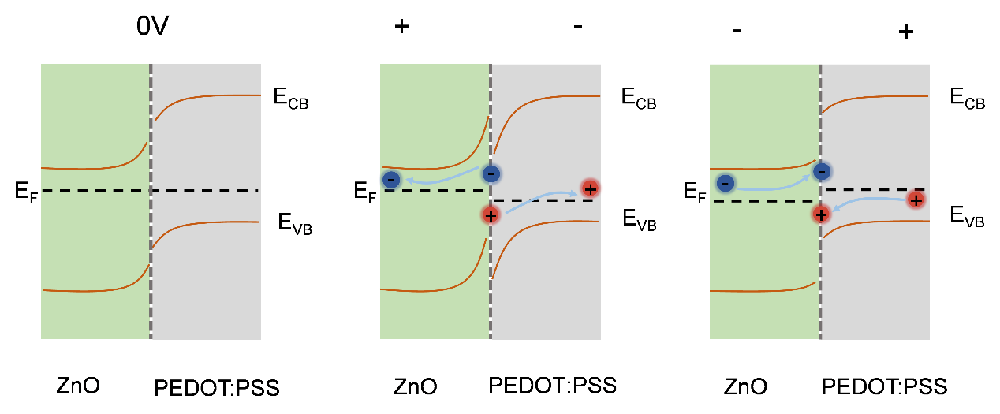 0V
+ -
- +
E_CB
E_F
E_VB
E_CB
E_F
-
-
+
+
E_VB
E_CB
E_F
-
-
+
+
E_VB
ZnO PEDOT:PSS
ZnO PEDOT:PSS
ZnO PEDOT:PSS